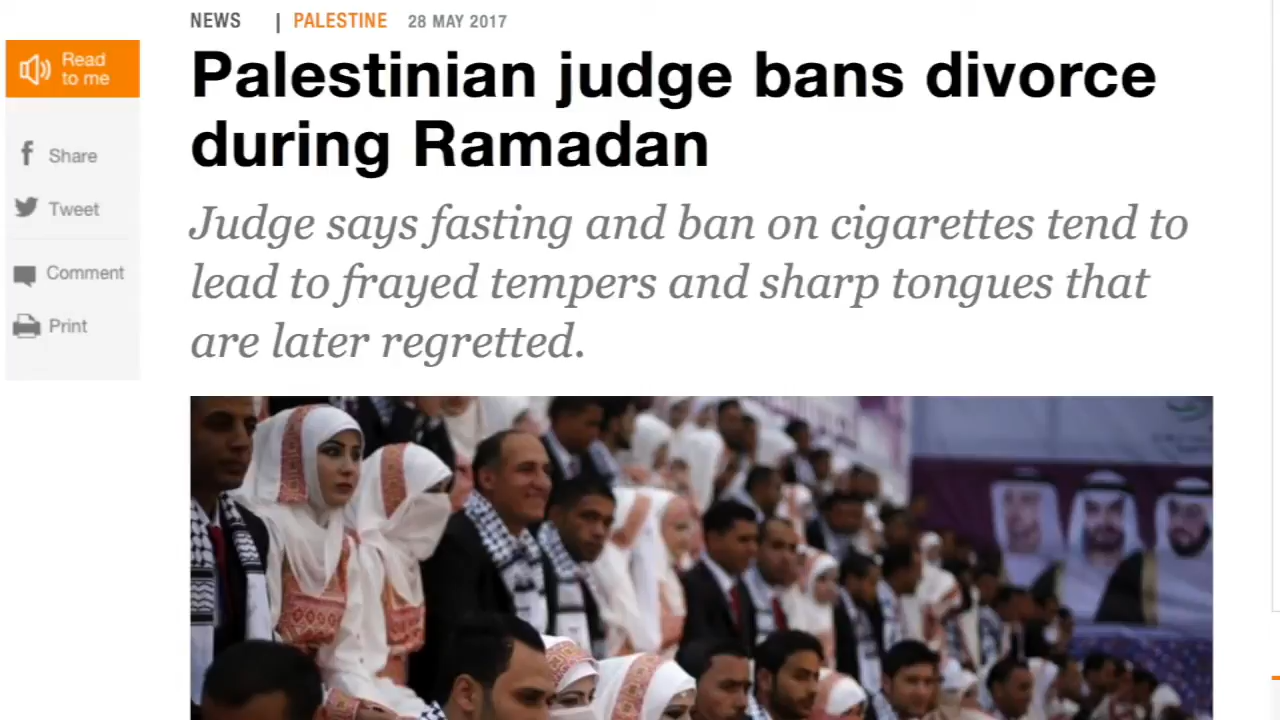 NEWS | PALESTINE 28 MAY 2017
Palestinian judge bans divorce
during Ramadan
Judge says fasting and ban on cigarettes tend to
lead to frayed tempers and sharp tongues that
are later regretted.
Read
to me
Share
Tweet
Comment
Print